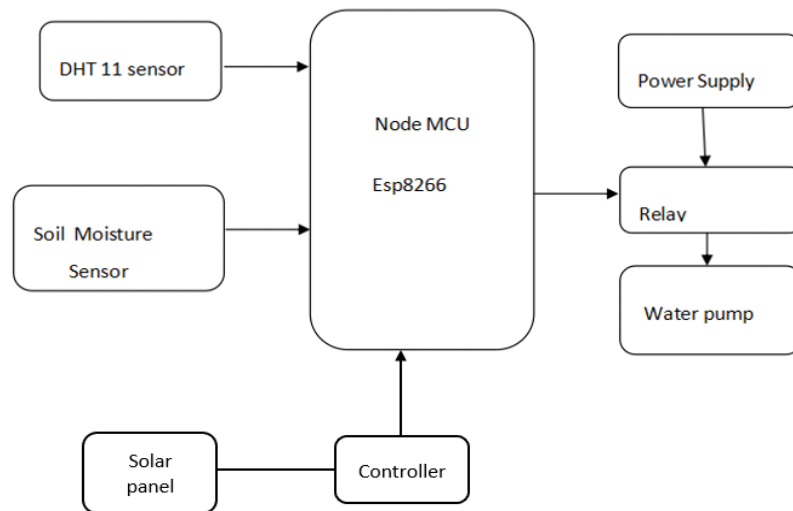 DHT 11 sensor
Soil Moisture
Sensor
Node MCU
Esp8266
Power Supply
Relay
Water pump
Solar
panel
Controller